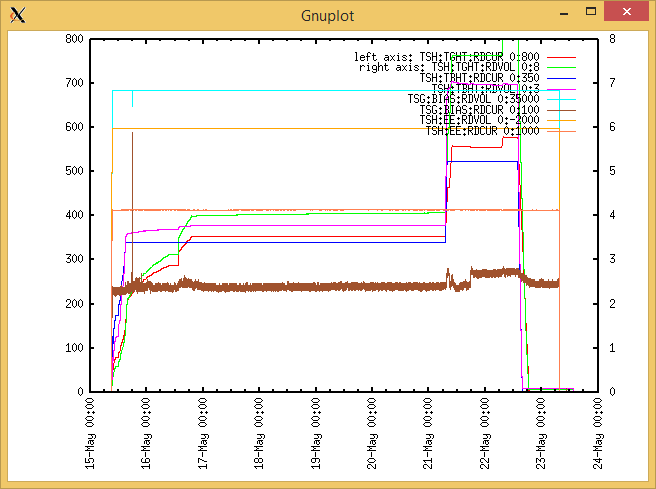 Gnuplot
800
700
600
500
400
300
200
100
0
8
7
6
5
4
3
2
1
0
left axis: TSH:TGHT:RDCUR 0:800
right axis: TSH:TGHT:RDVOL 0:8
TSH:TBHT:RDCUR 0:350
TSH:TBHT:RDVOL 0:3
TSG:BIAS:RDVOL 0:35000
TSG:BIAS:RDCUR 0:100
TSH:EE:RDVOL 0:-2000
TSH:EE:RDCUR 0:1000
15-May 00:00
16-May 00:00
17-May 00:00
18-May 00:00
19-May 00:00
20-May 00:00
21-May 00:00
22-May 00:00
23-May 00:00
24-May 00:00